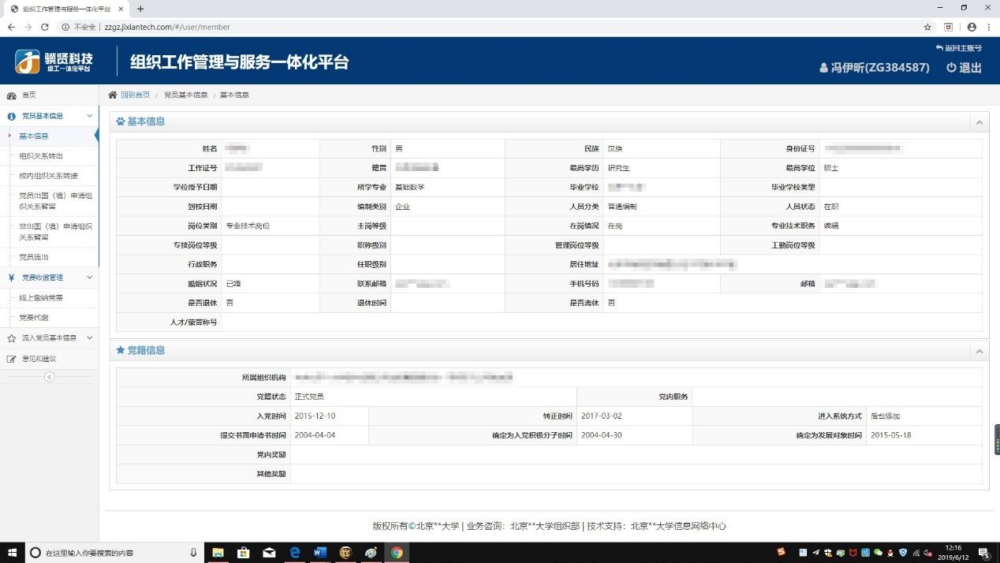 组织工作管理与服务一体化平台
不安全 | zzgz.jixiantech.com/#/user/member
骥贤科技
组工一体化平台
组织工作管理与服务一体化平台
返回主账号
冯伊昕(ZG384587) 退出
首页
党员基本信息
基本信息
组织关系转出
校内组织关系转接
党员出国（境）申请组
织关系暂留
非出国（境）申请组织
关系暂留
党员流出
党费收缴管理
线上缴纳党费
党费代缴
流入党员基本信息
意见和建议
回到首页 > 党员基本信息 > 基本信息
基本信息
姓名 性别 男 民族 汉族 身份证号
工作证号 籍贯 最高学历 研究生 最高学位 硕士
学位授予日期 所学专业 基础数学 毕业学校 毕业学校类型
到校日期 编制类别 企业 人员分类 普通编制 人员状态 在职
岗位类别 专业技术岗位 主岗等级 在岗情况 在岗 专业技术职务 编辑
专技岗位等级 职称级别 管理岗位等级 工勤岗位等级
行政职务 任职级别 居住地址
婚姻状况 已婚 联系邮箱 手机号码 邮箱
是否退休 否 退休时间 是否离休 否
人才/荣誉称号
党籍信息
所属组织机构
党籍状态 正式党员 党内职务
入党时间 2015-12-10 转正时间 2017-03-02 进入系统方式 后台添加
提交书面申请书时间 2004-04-04 确定为入党积极分子时间 2004-04-30 确定为发展对象时间 2015-05-18
党内奖励
其他奖励
版权所有©北京**大学 | 业务咨询：北京**大学组织部 | 技术支持：北京**大学信息网络中心
在这里输入你要搜索的内容
12:16
2019/6/12